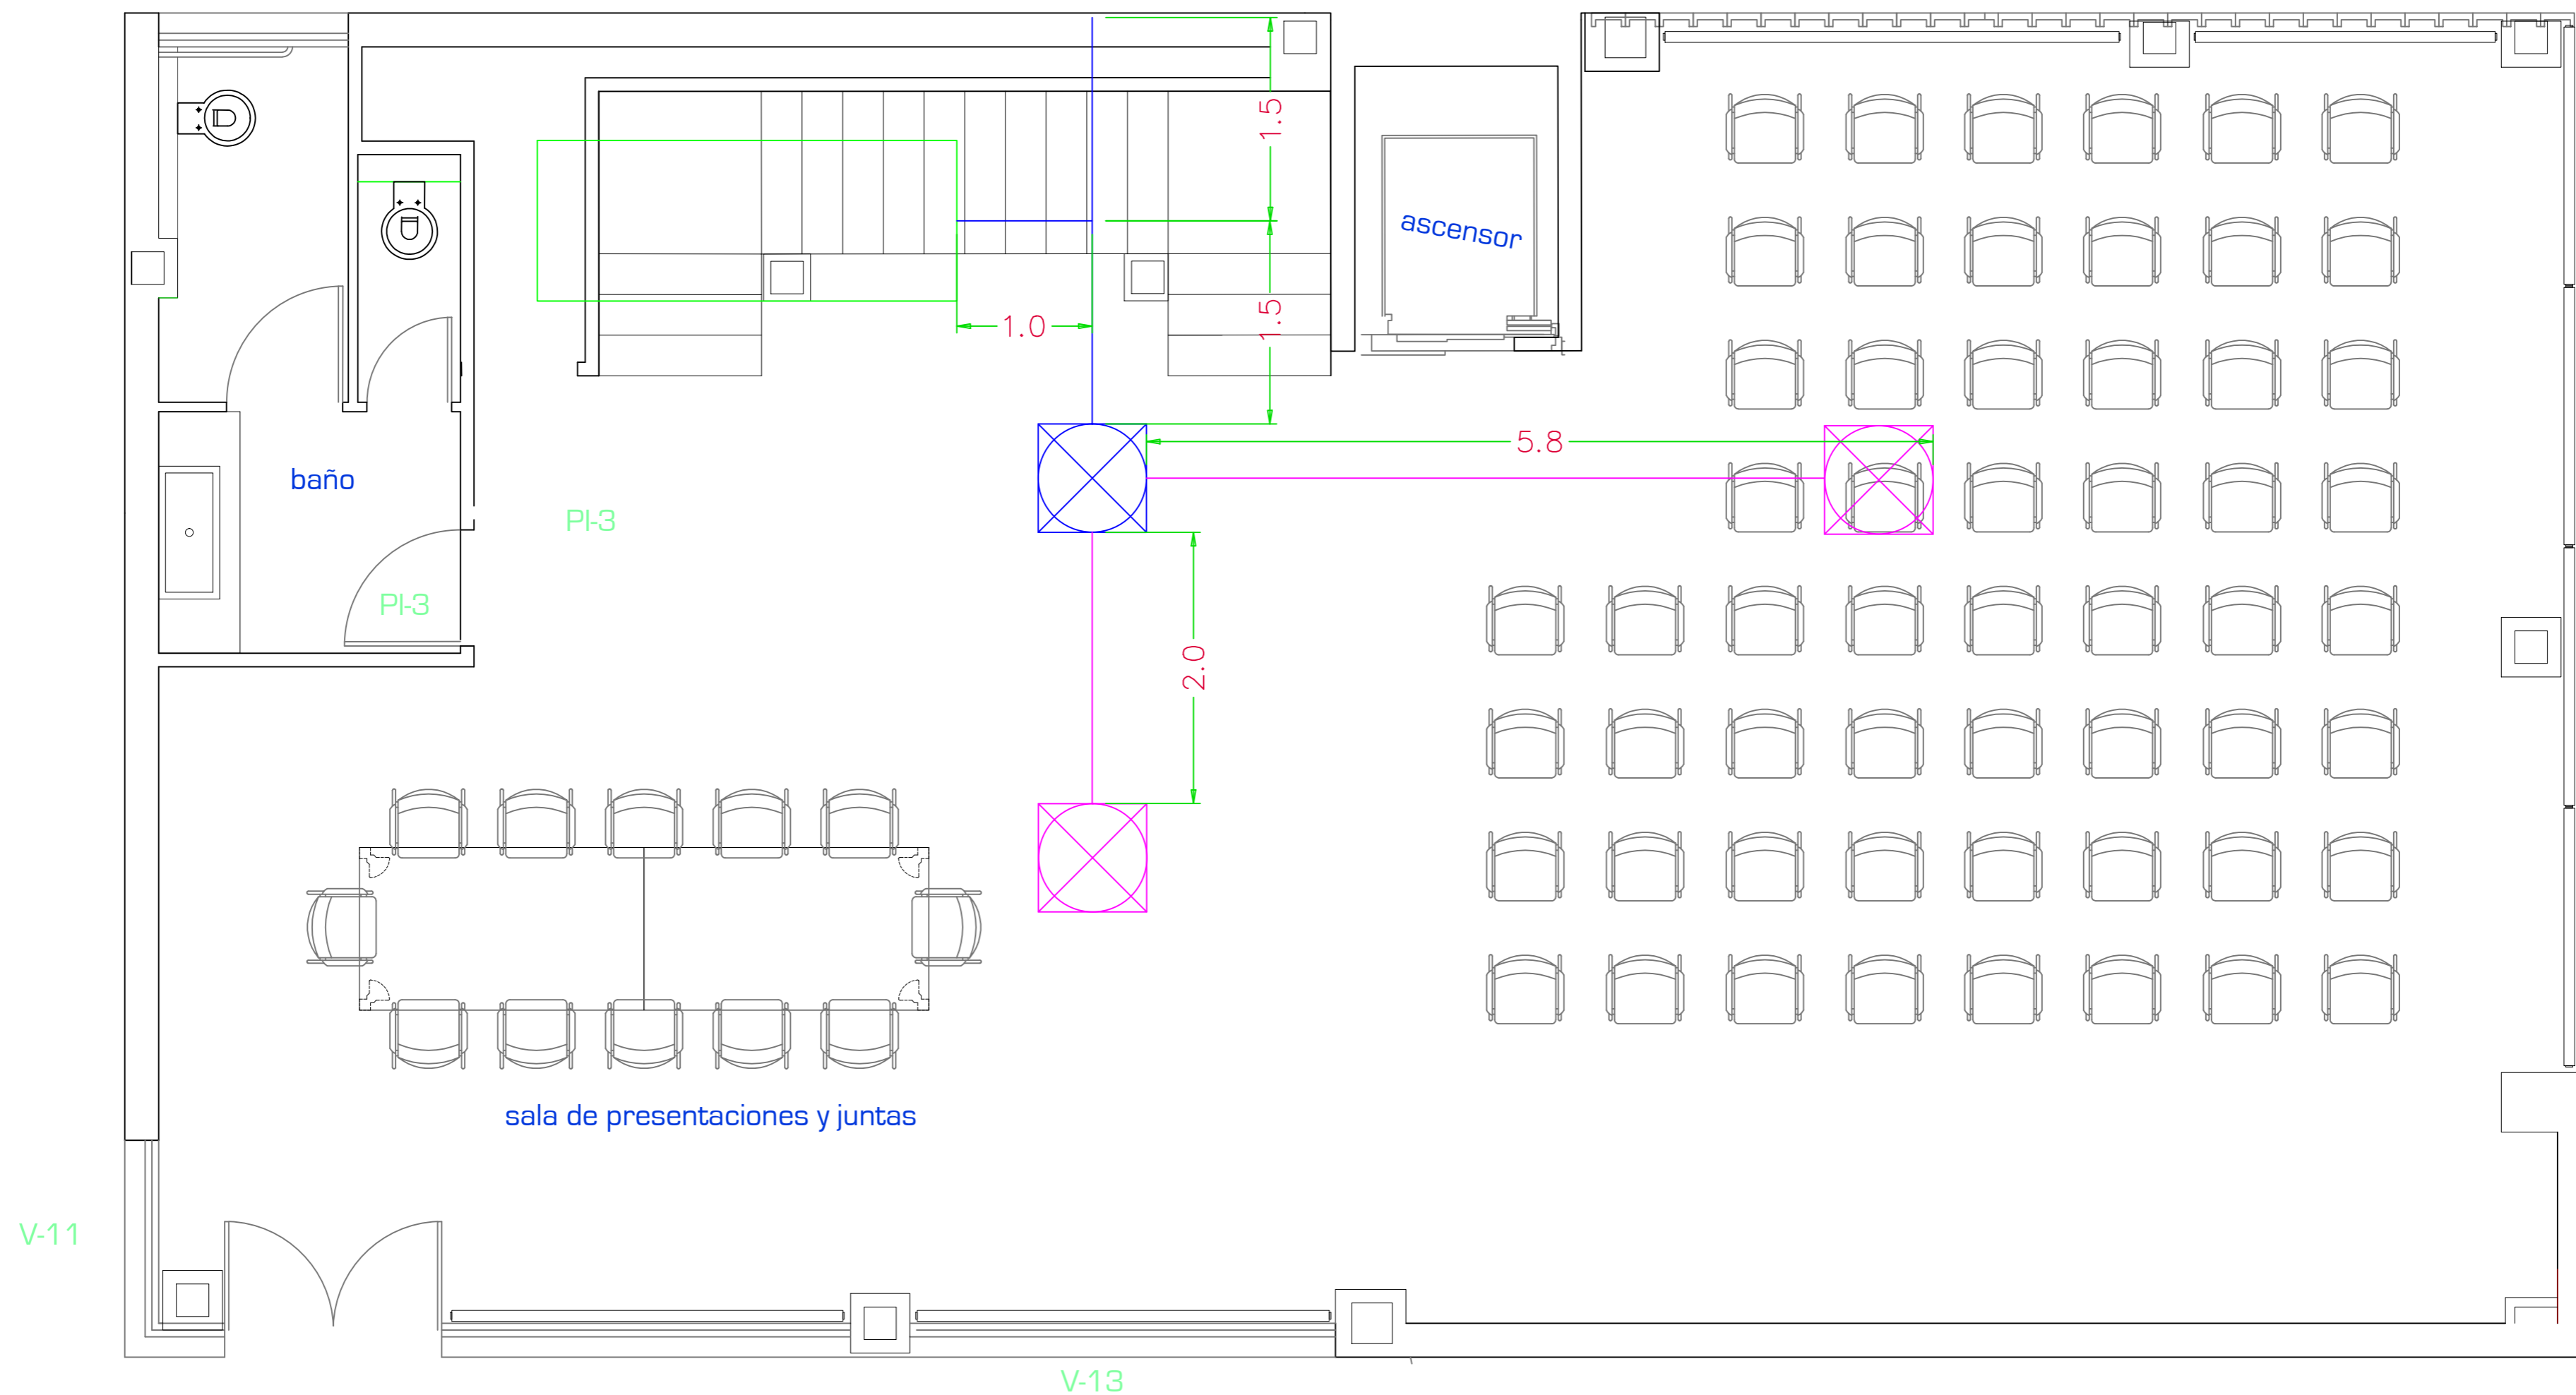 1.5
ascensor
1.5
1.0
5.8
baño
PI-3
PI-3
2.0
sala de presentaciones y juntas
V-11
V-13